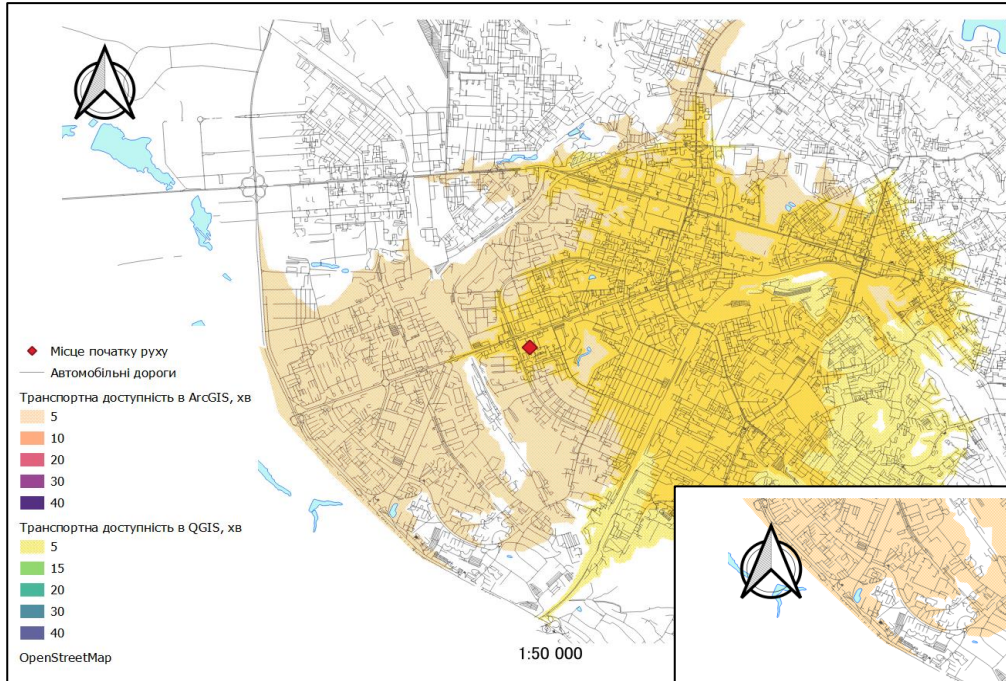 Місце початку руху
Автомобільні дороги
Транспортна доступність в ArcGIS, хв
5
10
20
30
40
Транспортна доступність в QGIS, хв
5
15
20
30
40
OpenStreetMap
1:50 000